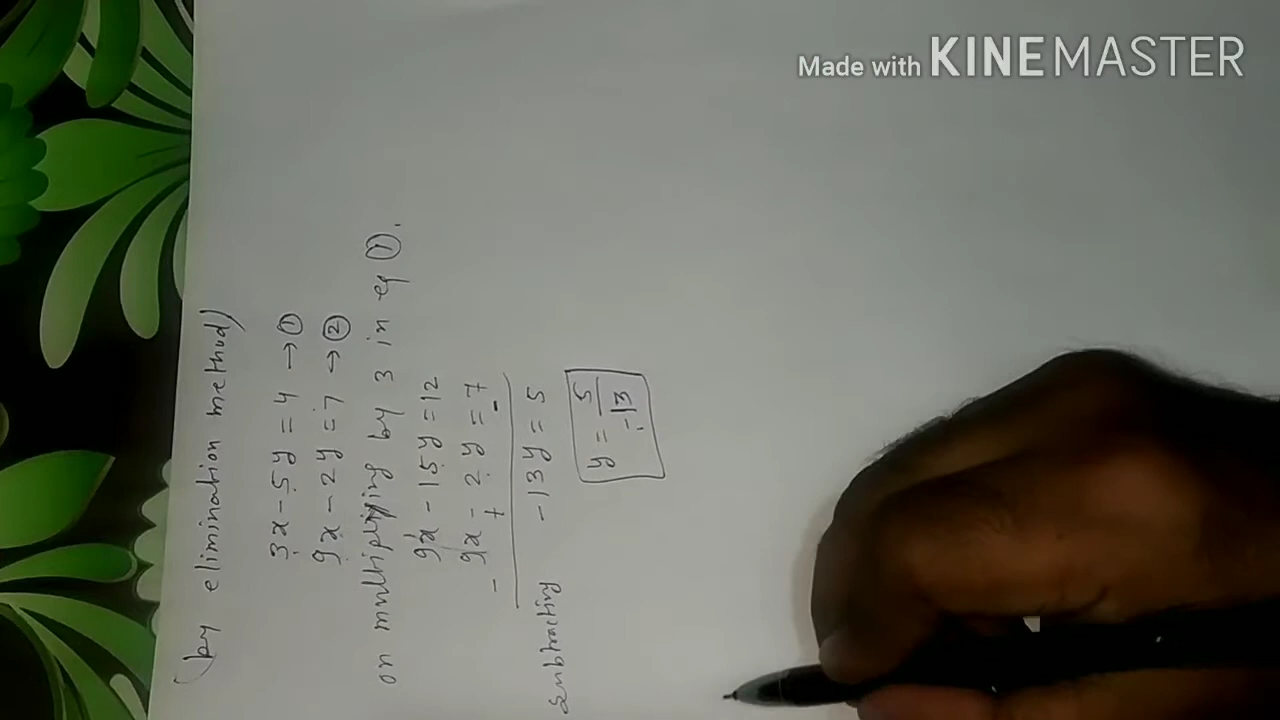 Made with KINEMASTER
(by elimination method)
3x - 5y = 4 → ①
9x - 2y = 7 → ②
on multiplying by 3 in eq ①.
9x - 15y = 12
9x - 2y = 7
- + -
Subtracting - 13y = 5
y = 5/-13